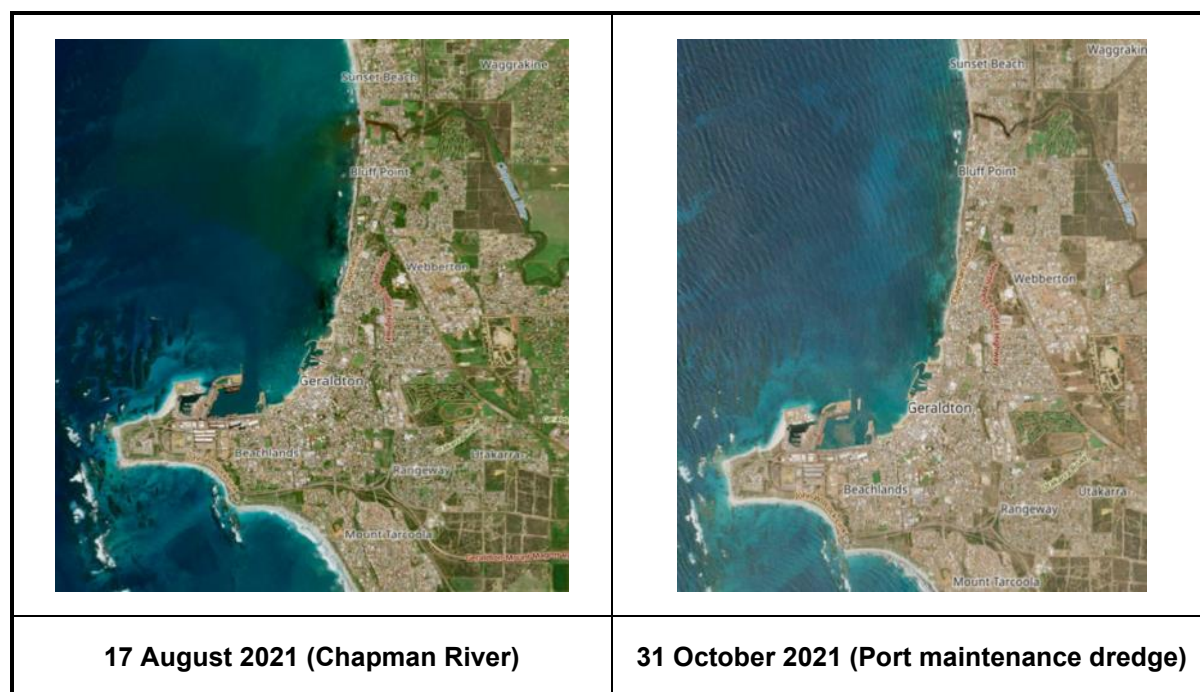 Waggrakine
Sunset Beach
Bluff Point
Webberton
Geraldton
Beachlands
Rangeway
Utakarra
Mount Tarcoola
Waggrakin
Sunset Beach
Bluff Point
Webberton
Geraldton
Beachlands
Utakarra
Rangeway
Mount Tarcoola
17 August 2021 (Chapman River)
31 October 2021 (Port maintenance dredge)